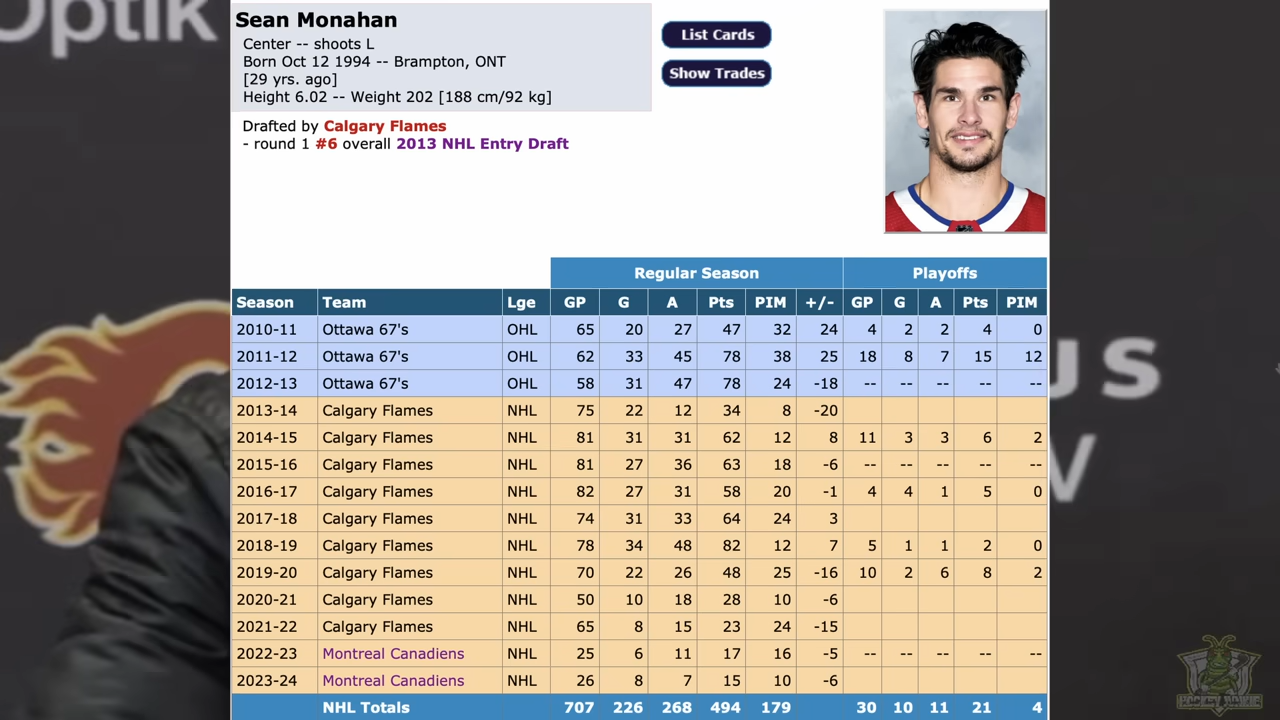 Optik
Sean Monahan
Center -- shoots L
Born Oct 12 1994 -- Brampton, ONT
[29 yrs. ago]
Height 6.02 -- Weight 202 [188 cm/92 kg]
List Cards
Show Trades
Drafted by Calgary Flames
- round 1 #6 overall 2013 NHL Entry Draft
Regular Season Playoffs
Season Team Lge GP G A Pts PIM +/- GP G A Pts PIM
2010-11 Ottawa 67's OHL 65 20 27 47 32 24 4 2 2 4 0
2011-12 Ottawa 67's OHL 62 33 45 78 38 25 18 8 7 15 12
2012-13 Ottawa 67's OHL 58 31 47 78 24 -18 -- -- -- -- --
2013-14 Calgary Flames NHL 75 22 12 34 8 -20
2014-15 Calgary Flames NHL 81 31 31 62 12 8 11 3 3 6 2
2015-16 Calgary Flames NHL 81 27 36 63 18 -6 -- -- -- -- --
2016-17 Calgary Flames NHL 82 27 31 58 20 -1 4 4 1 5 0
2017-18 Calgary Flames NHL 74 31 33 64 24 3
2018-19 Calgary Flames NHL 78 34 48 82 12 7 5 1 1 2 0
2019-20 Calgary Flames NHL 70 22 26 48 25 -16 10 2 6 8 2
2020-21 Calgary Flames NHL 50 10 18 28 10 -6
2021-22 Calgary Flames NHL 65 8 15 23 24 -15
2022-23 Montreal Canadiens NHL 25 6 11 17 16 -5 -- -- -- -- --
2023-24 Montreal Canadiens NHL 26 8 7 15 10 -6
NHL Totals 707 226 268 494 179 30 10 11 21 4